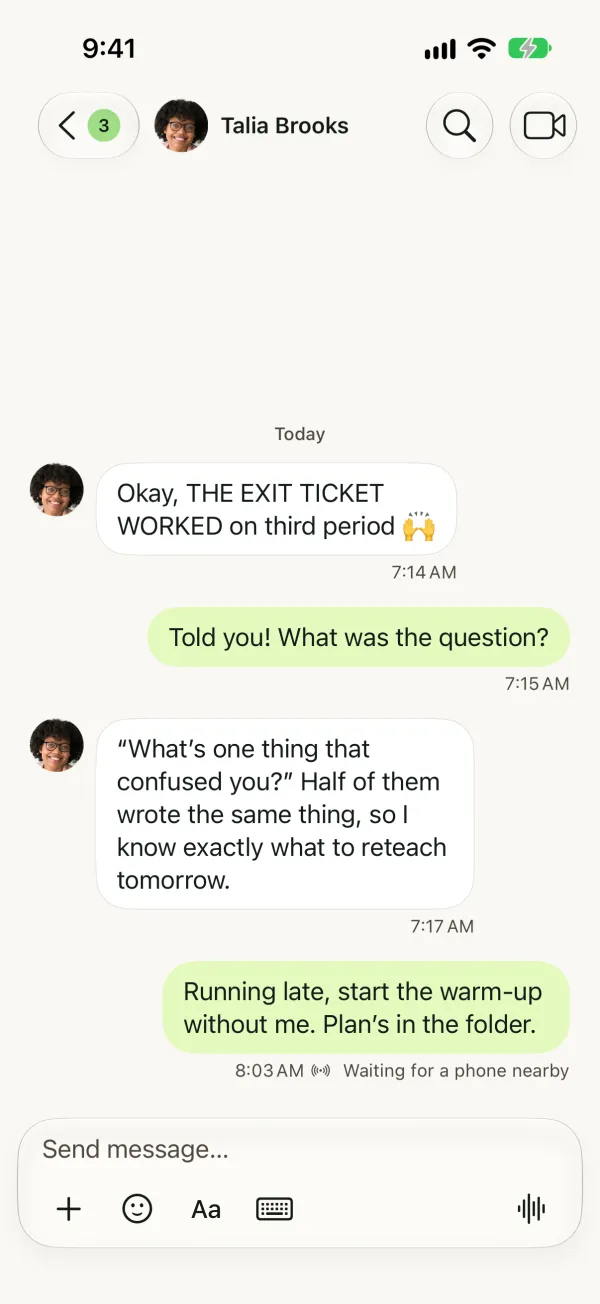 9:41
3
Talia Brooks
Today
Okay, THE EXIT TICKET
WORKED on third period 🙌
7:14 AM
Told you! What was the question?
7:15 AM
“What’s one thing that
confused you?” Half of them
wrote the same thing, so I
know exactly what to reteach
tomorrow.
7:17 AM
Running late, start the warm-up
without me. Plan’s in the folder.
8:03 AM Waiting for a phone nearby
Send message...
Aa